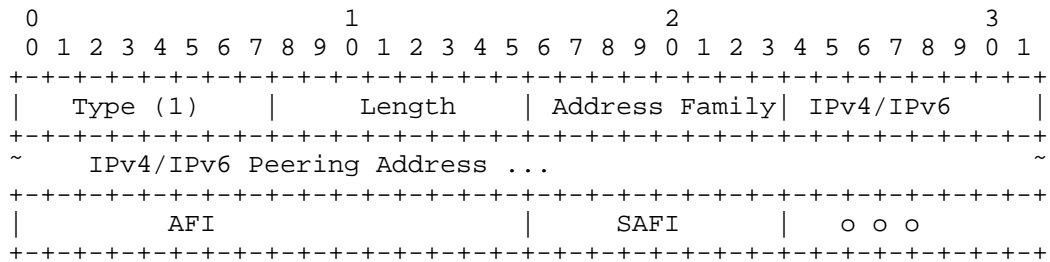 0                   1                   2                   3
 0 1 2 3 4 5 6 7 8 9 0 1 2 3 4 5 6 7 8 9 0 1 2 3 4 5 6 7 8 9 0 1
+-+-+-+-+-+-+-+-+-+-+-+-+-+-+-+-+-+-+-+-+-+-+-+-+-+-+-+-+-+-+-+-+
|   Type (1)    |     Length    | Address Family| IPv4/IPv6     |
+-+-+-+-+-+-+-+-+-+-+-+-+-+-+-+-+-+-+-+-+-+-+-+-+-+-+-+-+-+-+-+-+
~    IPv4/IPv6 Peering Address ...                              ~
+-+-+-+-+-+-+-+-+-+-+-+-+-+-+-+-+-+-+-+-+-+-+-+-+-+-+-+-+-+-+-+-+
|         AFI                   |     SAFI      |   o o o
+-+-+-+-+-+-+-+-+-+-+-+-+-+-+-+-+-+-+-+-+-+-+-+-+-+-+-+-+-+-+-+-+